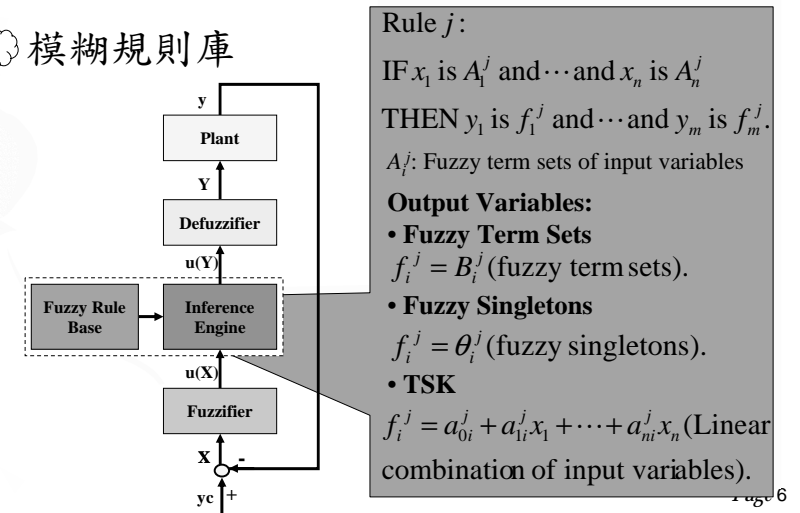 模糊規則庫
y
Plant
Y
Defuzzifier
u(Y)
Fuzzy Rule
Base
Inference
Engine
u(X)
Fuzzifier
X
-
yc
+
Rule j:
IF x₁ is A₁ʲ and⋯and xₙ is Aₙʲ
THEN y₁ is f₁ʲ and⋯and yₘ is fₘʲ.
Aᵢʲ: Fuzzy term sets of input variables
Output Variables:
• Fuzzy Term Sets
fᵢʲ = Bᵢʲ (fuzzy term sets).
• Fuzzy Singletons
fᵢʲ = θᵢʲ (fuzzy singletons).
• TSK
fᵢʲ = a₀ᵢʲ + a₁ᵢʲx₁ + ⋯ + aₙᵢʲxₙ (Linear
combination of input variables).
Page 6